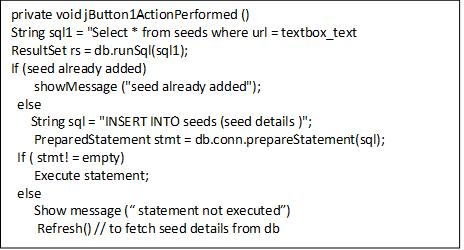 private void jButton1ActionPerformed ()
String sql1 = "Select * from seeds where url = textbox_text
ResultSet rs = db.runSql(sql1);
If (seed already added)
showMessage ("seed already added");
else
String sql = "INSERT INTO seeds (seed details )";
PreparedStatement stmt = db.conn.prepareStatement(sql);
If ( stmt! = empty)
Execute statement;
else
Show message (“ statement not executed”)
Refresh() // to fetch seed details from db